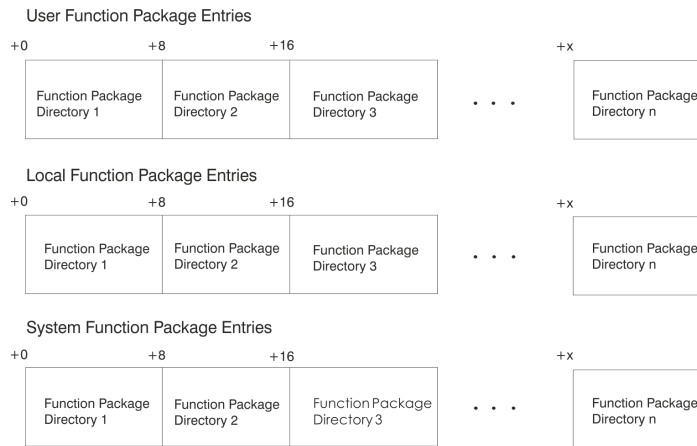 User Function Package Entries
+0 +8 +16 +x
Function Package Function Package Function Package Function Package
Directory 1 Directory 2 Directory 3 . . . Directory n
Local Function Package Entries
+0 +8 +16 +x
Function Package Function Package Function Package Function Package
Directory 1 Directory 2 Directory 3 . . . Directory n
System Function Package Entries
+0 +8 +16 +x
Function Package Function Package Function Package Function Package
Directory 1 Directory 2 Directory 3 . . . Directory n